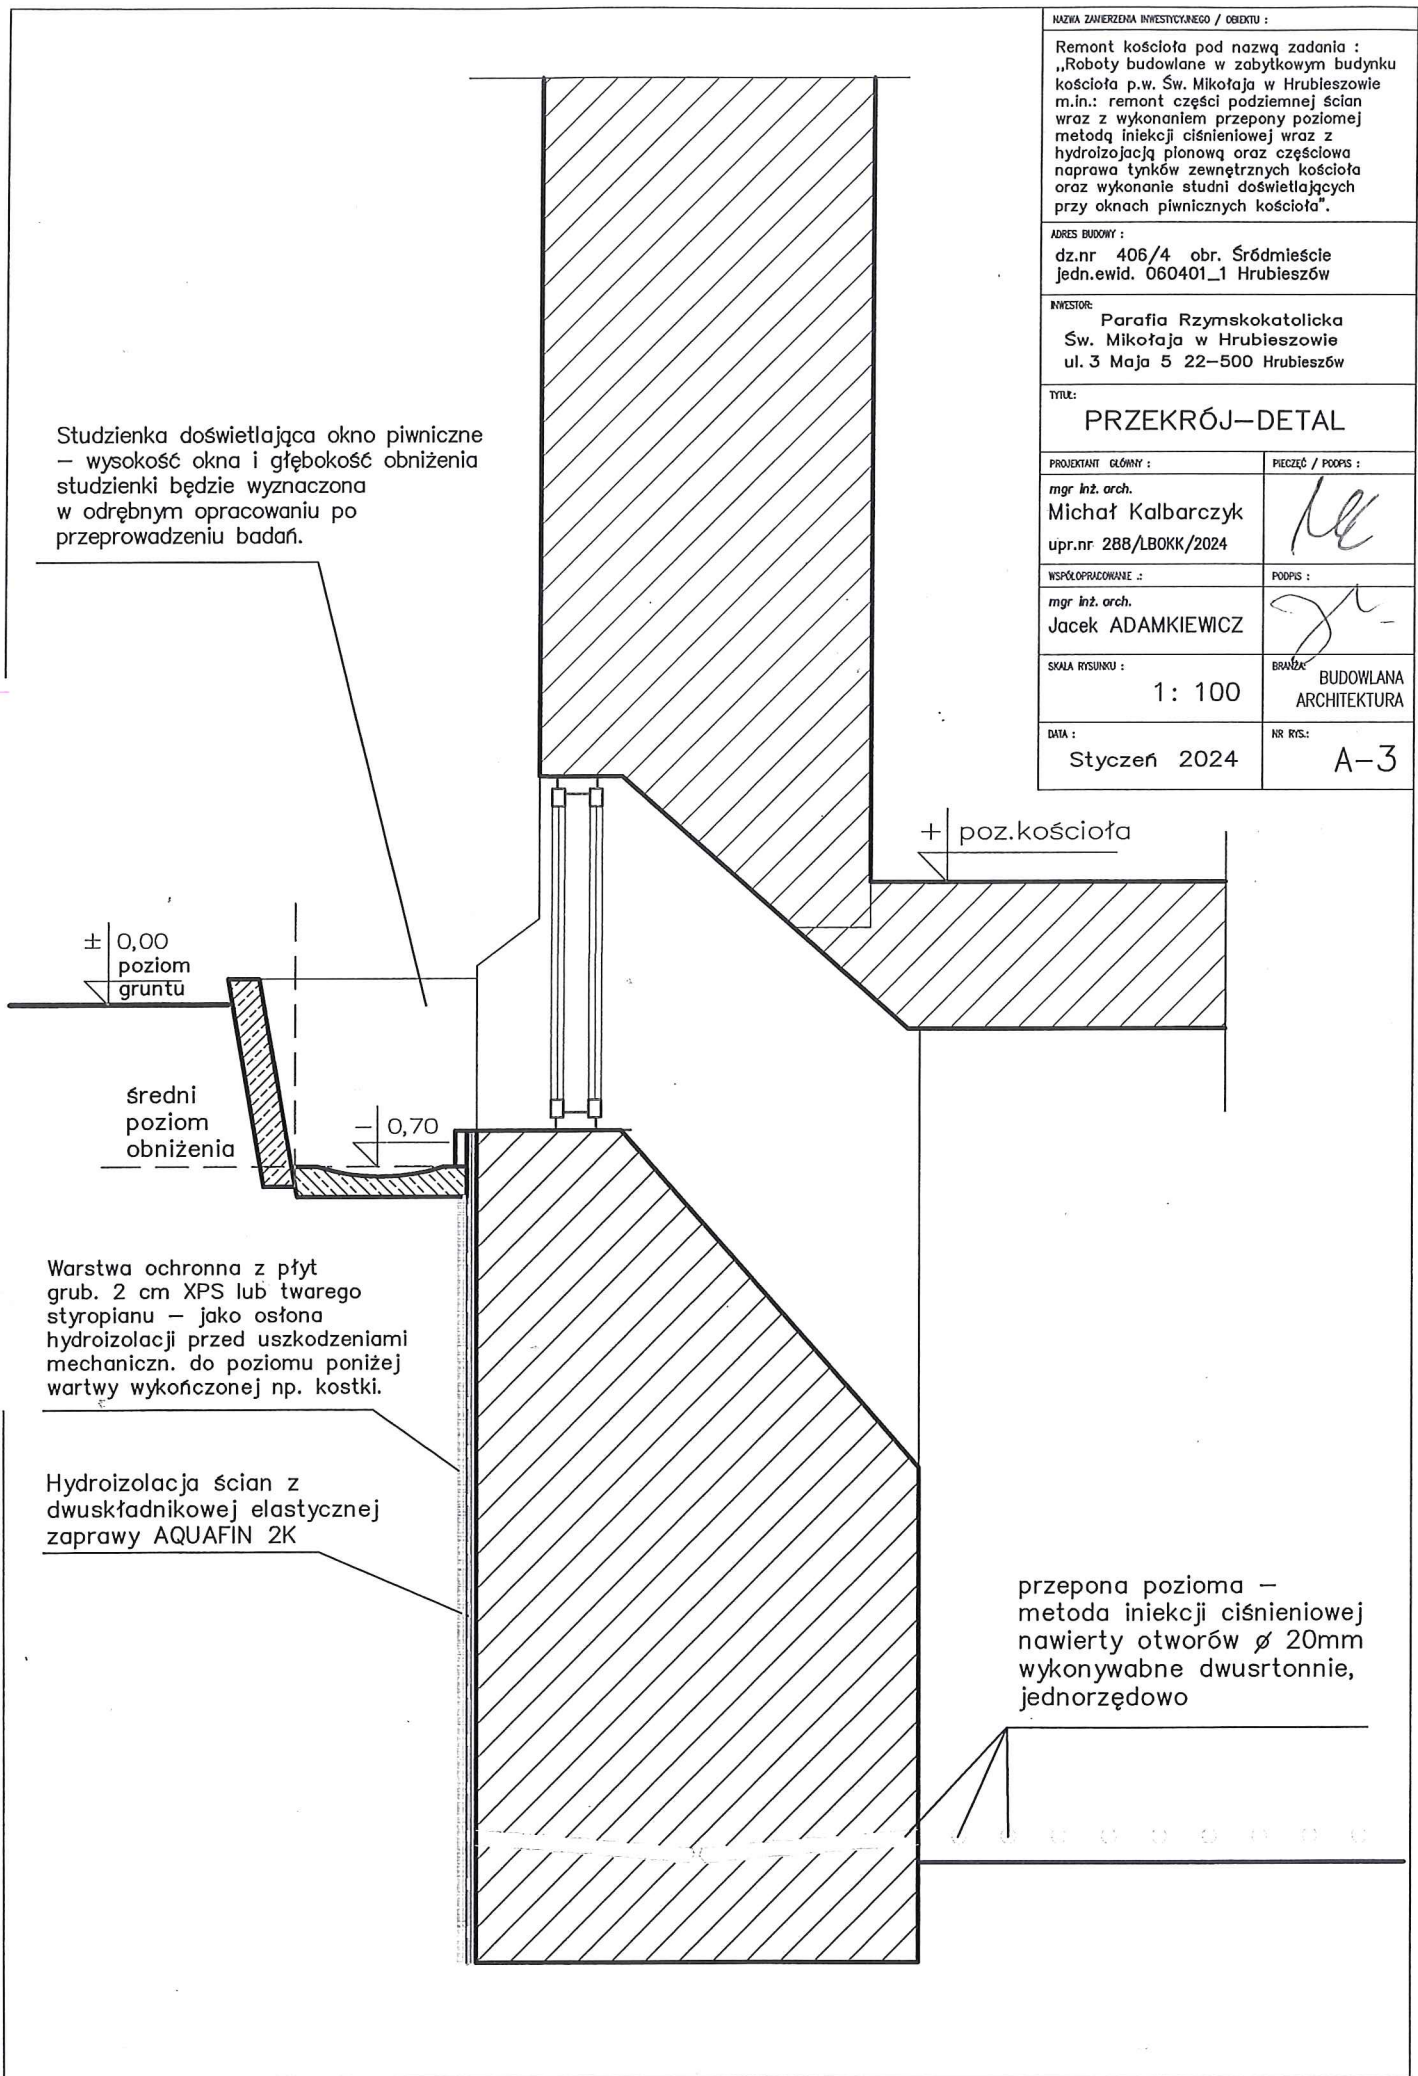 NAZWA ZAMIERZENIA INWESTYCYJNEGO / OBIEKTU :
Remont kościoła pod nazwą zadania :
„Roboty budowlane w zabytkowym budynku
kościoła p.w. Św. Mikołaja w Hrubieszowie
m.in.: remont części podziemnej ścian
wraz z wykonaniem przepony poziomej
metodą iniekcji ciśnieniowej wraz z
hydroizojacją pionową oraz częściowa
naprawa tynków zewnętrznych kościoła
oraz wykonanie studni doświetlających
przy oknach piwnicznych kościoła".
ADRES BUDOWY :
dz.nr 406/4 obr. Śródmieście
jedn.ewid. 060401_1 Hrubieszów
INWESTOR:
Parafia Rzymskokatolicka
Św. Mikołaja w Hrubieszowie
ul. 3 Maja 5 22-500 Hrubieszów
TYTUŁ:
PRZEKRÓJ-DETAL
PROJEKTANT GŁÓWNY :
PIECZĘĆ / PODPIS :
mgr inż. arch.
Michał Kalbarczyk
upr.nr 288/LBOKK/2024
WSPÓŁOPRACOWANIE .:
PODPIS :
mgr inż. arch.
Jacek ADAMKIEWICZ
SKALA RYSUNKU :
1: 100
BRANŻA:
BUDOWLANA
ARCHITEKTURA
DATA :
Styczeń 2024
NR RYS.:
A-3
Studzienka doświetlająca okno piwniczne
– wysokość okna i głębokość obniżenia
studzienki będzie wyznaczona
w odrębnym opracowaniu po
przeprowadzeniu badań.
+ poz.kościoła
± 0,00
poziom
gruntu
średni
poziom
obniżenia
- 0,70
Warstwa ochronna z płyt
grub. 2 cm XPS lub twarego
styropianu – jako osłona
hydroizolacji przed uszkodzeniami
mechaniczn. do poziomu poniżej
wartwy wykończonej np. kostki.
Hydroizolacja ścian z
dwuskładnikowej elastycznej
zaprawy AQUAFIN 2K
przepona pozioma –
metoda iniekcji ciśnieniowej
nawierty otworów ø 20mm
wykonywabne dwusrtonnie,
jednorzędowo